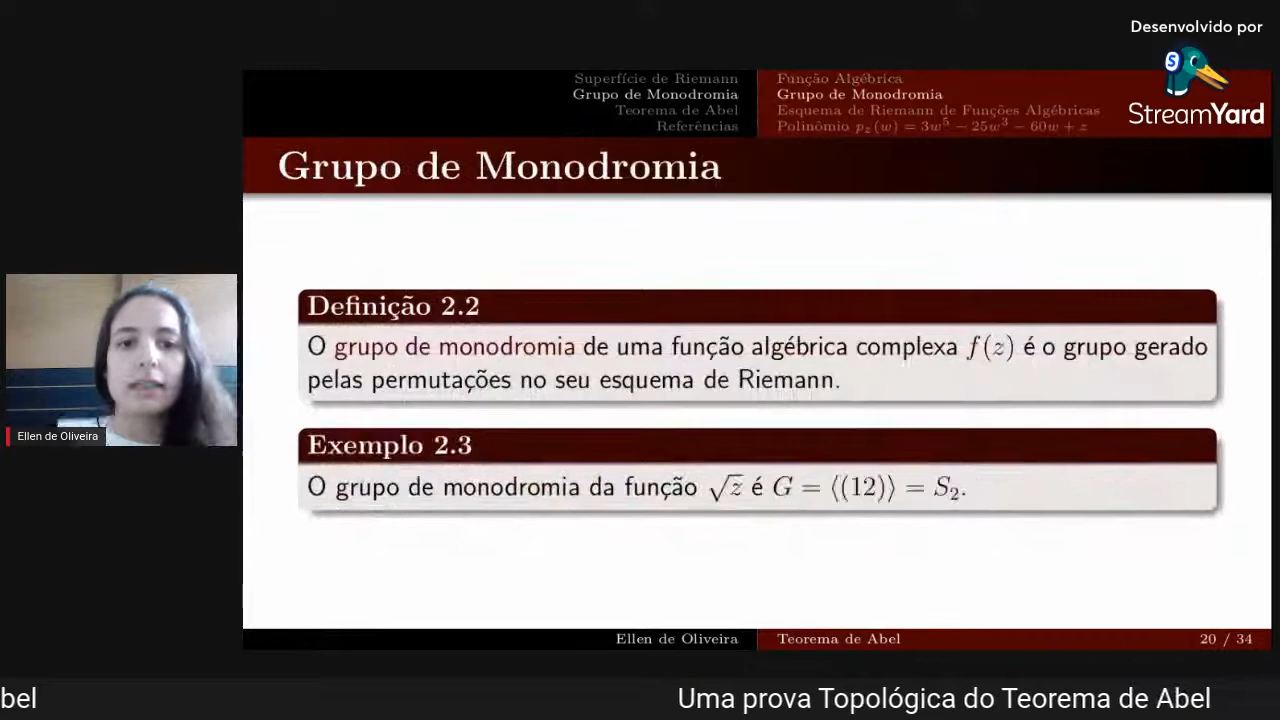 Desenvolvido por
StreamYard
Superfície de Riemann
Grupo de Monodromia
Teorema de Abel
Referências
Função Algébrica
Grupo de Monodromia
Esquema de Riemann de Funções Algébricas
Polinômio p_z(w) = 3w^5 − 25w^3 − 60w + z
Grupo de Monodromia
Definição 2.2
O grupo de monodromia de uma função algébrica complexa f(z) é o grupo gerado
pelas permutações no seu esquema de Riemann.
Exemplo 2.3
O grupo de monodromia da função √z é G = ⟨(12)⟩ = S₂.
Ellen de Oliveira
Ellen de Oliveira
Teorema de Abel
20 / 34
bel
Uma prova Topológica do Teorema de Abel